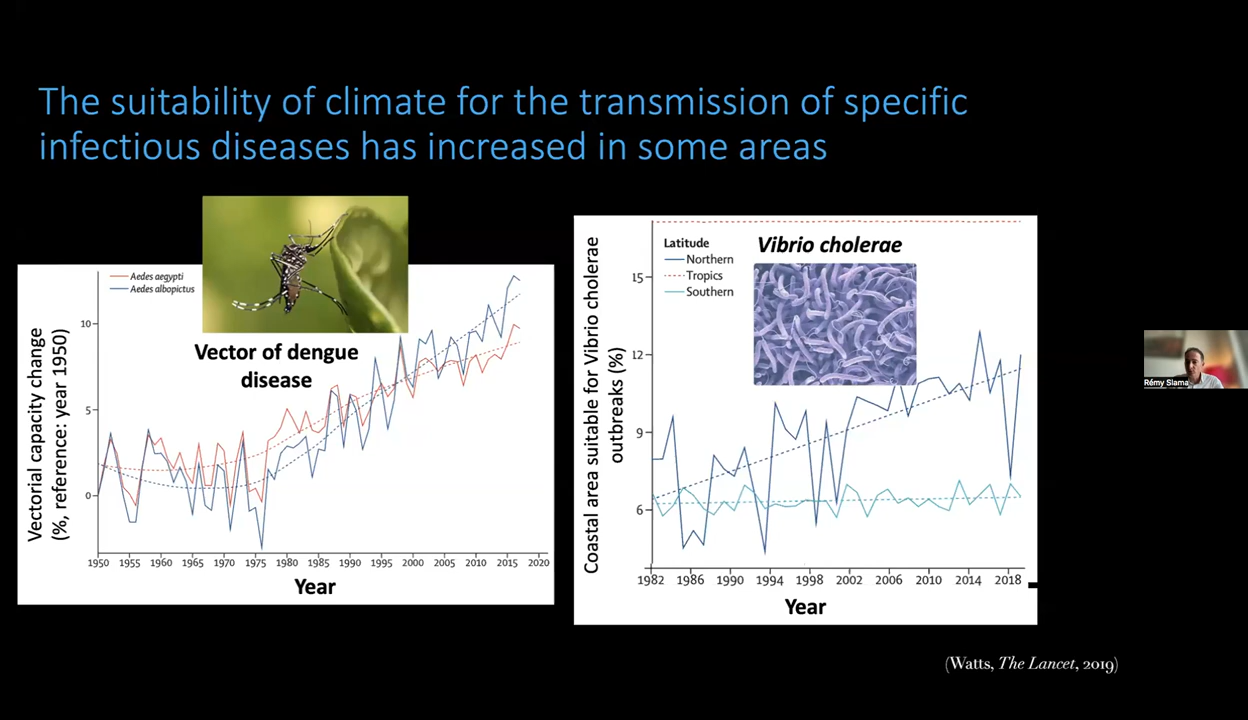 The suitability of climate for the transmission of specific
infectious diseases has increased in some areas
Vectorial capacity change
(%, reference: year 1950)
Aedes aegypti
Aedes albopictus
Vector of dengue
disease
10
5
0
1950 1955 1960 1965 1970 1975 1980 1985 1990 1995 2000 2005 2010 2015 2020
Year
Coastal area suitable for Vibrio cholerae
outbreaks (%)
Latitude
Northern
Tropics
Southern
Vibrio cholerae
15
12
9
6
1982 1986 1990 1994 1998 2002 2006 2010 2014 2018
Year
Rémy Slama
(Watts, The Lancet, 2019)